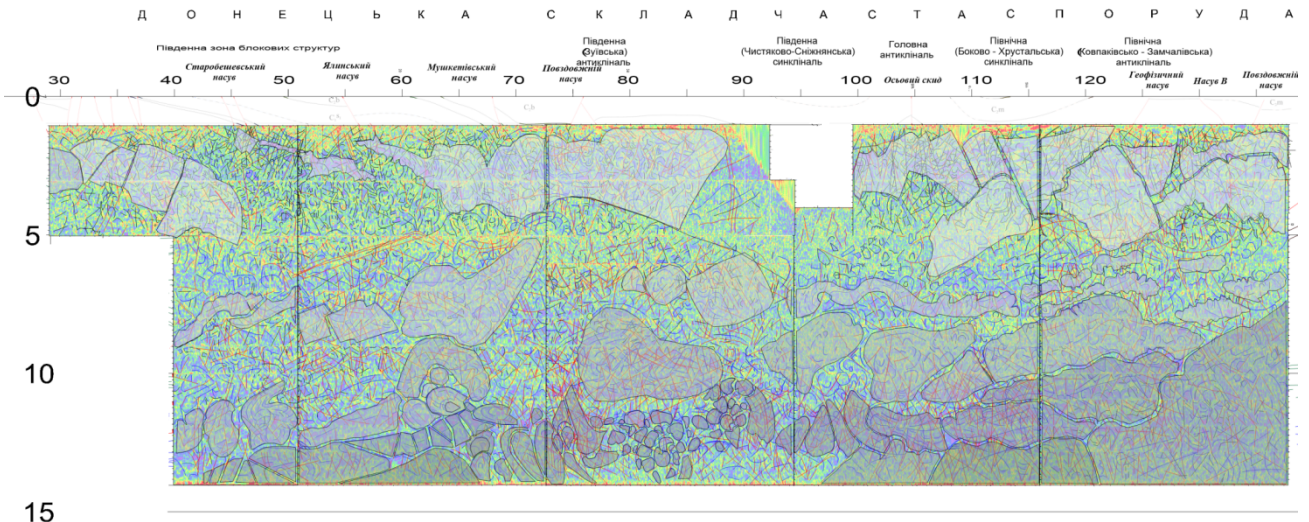 Д О Н Е Ц Ь К А С К Л А Д Ч А С Т А С П О Р У Д А
Південна зона блокових структур
Південна
(Зуївська)
антикліналь
Південна
(Чистяково-Сніжнянська)
синкліналь
Головна
антикліналь
Північна
(Боково - Хрустальська)
синкліналь
Північна
(Ковпаківсько - Замчалівська)
антикліналь
Старобешевський
насув
Ялинський
насув
Мушкетівський
насув
Повздовжній
насув
Осьовий скид
Геофізичний
насув
Насув В
Повздовжній
насув
30 40 50 60 70 80 90 100 110 120
0
5
10
15